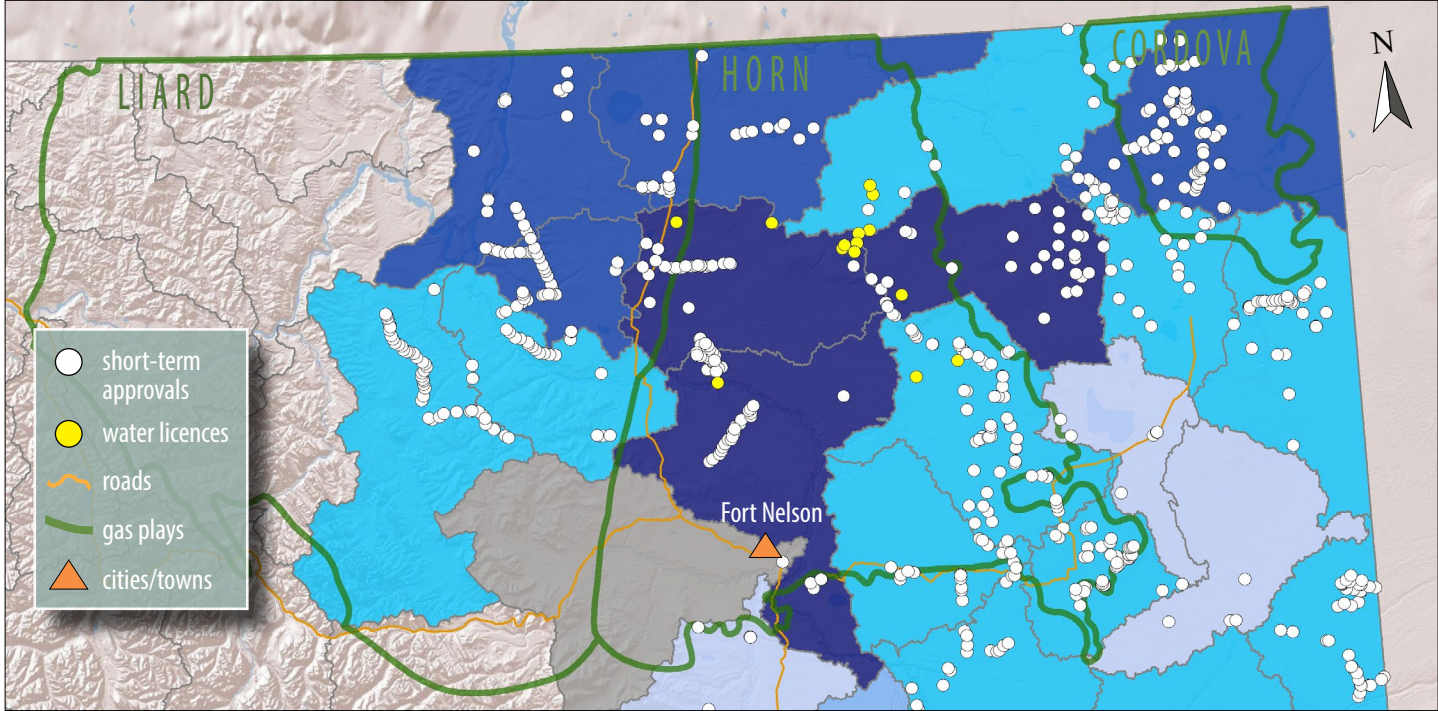 LIARD
HORN
CORDOVA
N
short-term
approvals
water licences
roads
gas plays
cities/towns
Fort Nelson